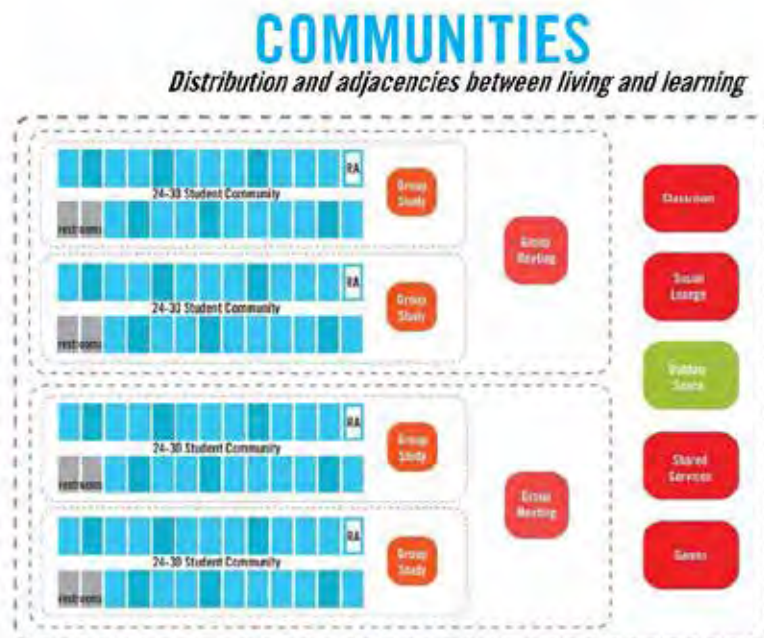 COMMUNITIES
Distribution and adjacencies between living and learning
RA
24-30 Student Community
restrooms
Group
Study
RA
24-30 Student Community
restrooms
Group
Study
Group
Meeting
RA
24-30 Student Community
restrooms
Group
Study
RA
24-30 Student Community
restrooms
Group
Study
Group
Meeting
Classroom
Social
Lounge
Outdoor
Space
Shared
Services
Games